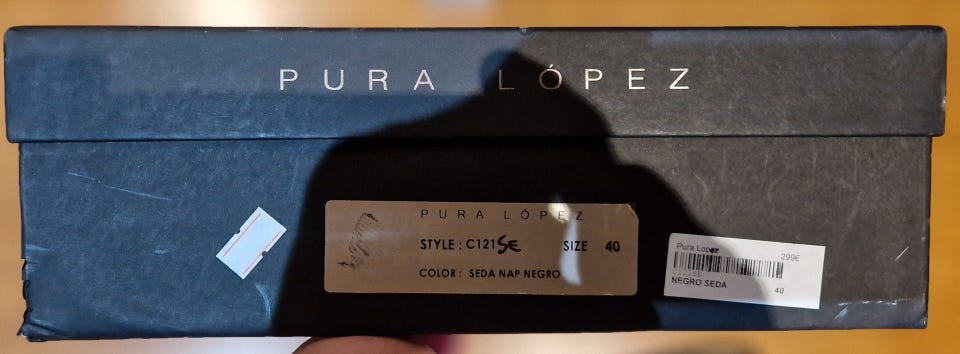 PURA LÓPEZ
PURA LÓPEZ
STYLE : C121SE SIZE 40
COLOR : SEDA NAP NEGRO
Pura Lopez
299€
NEGRO SEDA
40